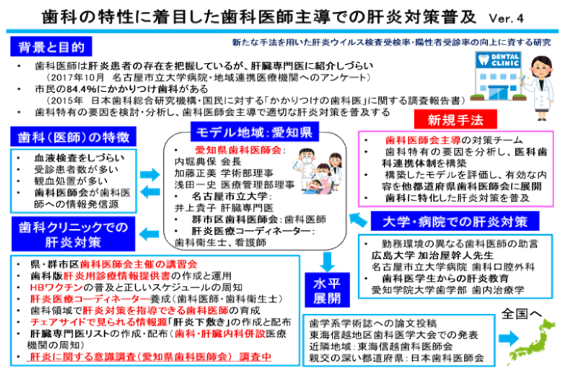 歯科の特性に着目した歯科医師主導での肝炎対策普及 Ver. 4
新たな手法を用いた肝炎ウイルス検査受検率・陽性者受診率の向上に資する研究
背景と目的
・ 歯科医師は肝炎患者の存在を把握しているが、肝臓専門医に紹介しづらい
（2017年10月 名古屋市立大学病院・地域連携医療機関へのアンケート）
・ 市民の84.4%にかかりつけ歯科がある
（2015年 日本歯科総合研究機構・国民に対する「かかりつけの歯科医」に関する調査報告書）
・ 歯科特有の要因を検討・分析し、歯科医師会主導で適切な肝炎対策を普及する
DENTAL CLINIC
歯科（医師）の特徴
・ 血液検査をしづらい
・ 受診患者数が多い
・ 観血処置が多い
・ 歯科医師会が歯科医師への情報発信源
モデル地域：愛知県
・ 愛知県歯科医師会：
内堀典保 会長
加藤正美 学術部理事
浅田一史 医療管理部理事
・ 名古屋市立大学：
井上貴子 肝臓専門医
・ 群市区歯科医師会：歯科医師
・ 肝炎医療コーディネーター：
歯科衛生士、看護師
新規手法
・ 歯科医師会主導の対策チーム
・ 歯科特有の要因を分析し、医科歯科連携体制を構築
・ 構築したモデルを評価し、有効な内容を他都道府県歯科医師会に展開
・ 歯科に特化した肝炎対策を普及
歯科クリニックでの
肝炎対策
・ 県・群市区歯科医師会主催の講習会
・ 歯科版肝炎用診療情報提供書の作成と運用
・ HBワクチンの普及と正しいスケジュールの周知
・ 肝炎医療コーディネーター養成（歯科医師・歯科衛生士）
・ 歯科領域で肝炎対策を指導できる歯科医師の育成
・ チェアサイドで見られる情報源「肝炎下敷き」の作成と配布
・ 肝臓専門医リストの作成・配布（歯科・肝臓内科併設医療機関の周知）
・ 肝炎に関する意識調査（愛知県歯科医師会） 調査中
大学・病院での肝炎対策
・ 勤務環境の異なる歯科医師の助言
広島大学 加治屋幹人先生
名古屋市立大学病院 歯科口腔外科
・ 歯科医学生からの肝炎教育
愛知学院大学歯学部 歯内治療学
水平
展開
歯学系学術誌への論文投稿
東海信越地区歯科医学大会での発表
近隣地域：東海信越歯科医師会
親交の深い都道府県：日本歯科医師会
全国へ